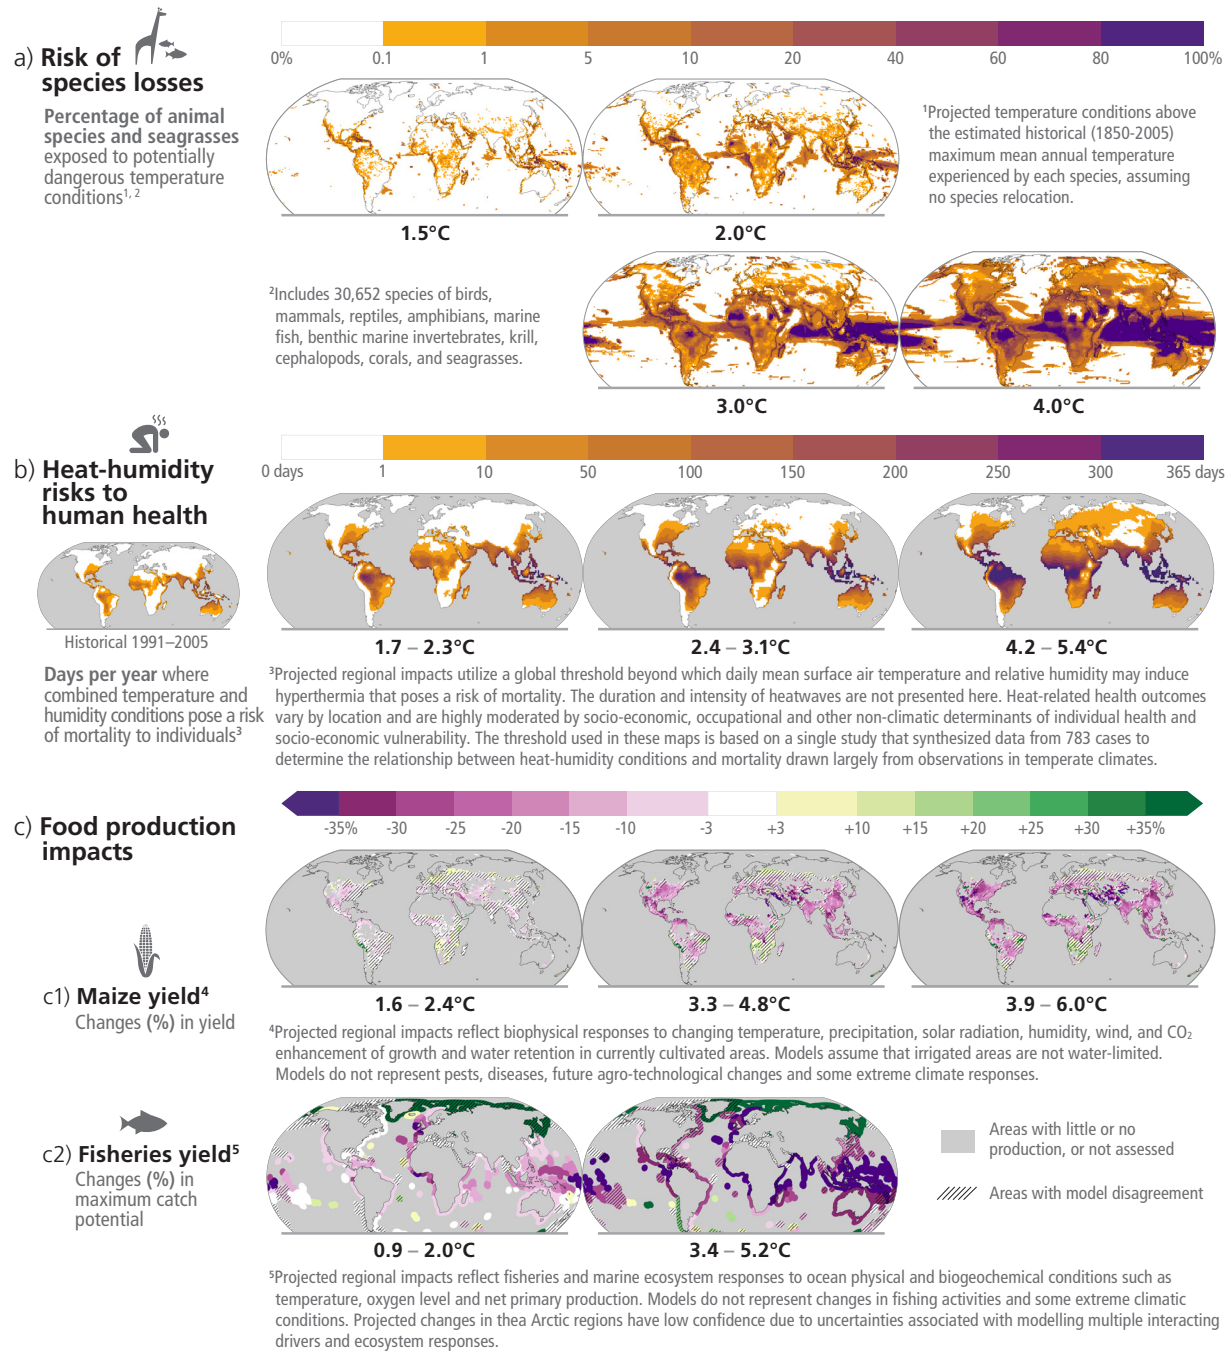 a) Risk of
species losses
Percentage of animal
species and seagrasses
exposed to potentially
dangerous temperature
conditions1, 2
0% 0.1 1 5 10 20 40 60 80 100%
1.5°C
2.0°C
¹Projected temperature conditions above
the estimated historical (1850-2005)
maximum mean annual temperature
experienced by each species, assuming
no species relocation.
²Includes 30,652 species of birds,
mammals, reptiles, amphibians, marine
fish, benthic marine invertebrates, krill,
cephalopods, corals, and seagrasses.
3.0°C
4.0°C
b) Heat-humidity
risks to
human health
0 days 1 10 50 100 150 200 250 300 365 days
Historical 1991–2005
Days per year where
combined temperature and
humidity conditions pose a risk
of mortality to individuals³
1.7 – 2.3°C
2.4 – 3.1°C
4.2 – 5.4°C
³Projected regional impacts utilize a global threshold beyond which daily mean surface air temperature and relative humidity may induce
hyperthermia that poses a risk of mortality. The duration and intensity of heatwaves are not presented here. Heat-related health outcomes
vary by location and are highly moderated by socio-economic, occupational and other non-climatic determinants of individual health and
socio-economic vulnerability. The threshold used in these maps is based on a single study that synthesized data from 783 cases to
determine the relationship between heat-humidity conditions and mortality drawn largely from observations in temperate climates.
c) Food production
impacts
-35% -30 -25 -20 -15 -10 -3 +3 +10 +15 +20 +25 +30 +35%
c1) Maize yield⁴
Changes (%) in yield
1.6 – 2.4°C
3.3 – 4.8°C
3.9 – 6.0°C
⁴Projected regional impacts reflect biophysical responses to changing temperature, precipitation, solar radiation, humidity, wind, and CO₂
enhancement of growth and water retention in currently cultivated areas. Models assume that irrigated areas are not water-limited.
Models do not represent pests, diseases, future agro-technological changes and some extreme climate responses.
c2) Fisheries yield⁵
Changes (%) in
maximum catch
potential
0.9 – 2.0°C
3.4 – 5.2°C
Areas with little or no
production, or not assessed
Areas with model disagreement
⁵Projected regional impacts reflect fisheries and marine ecosystem responses to ocean physical and biogeochemical conditions such as
temperature, oxygen level and net primary production. Models do not represent changes in fishing activities and some extreme climatic
conditions. Projected changes in thea Arctic regions have low confidence due to uncertainties associated with modelling multiple interacting
drivers and ecosystem responses.